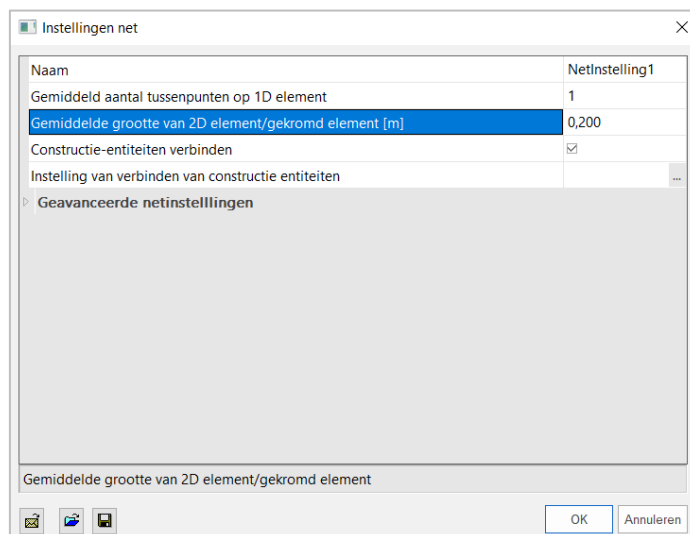 Instellingen net
Naam NetInstelling1
Gemiddeld aantal tussenpunten op 1D element 1
Gemiddelde grootte van 2D element/gekromd element [m] 0,200
Constructie-entiteiten verbinden
Instelling van verbinden van constructie entiteiten ...
Geavanceerde netinstelllingen
Gemiddelde grootte van 2D element/gekromd element
OK Annuleren